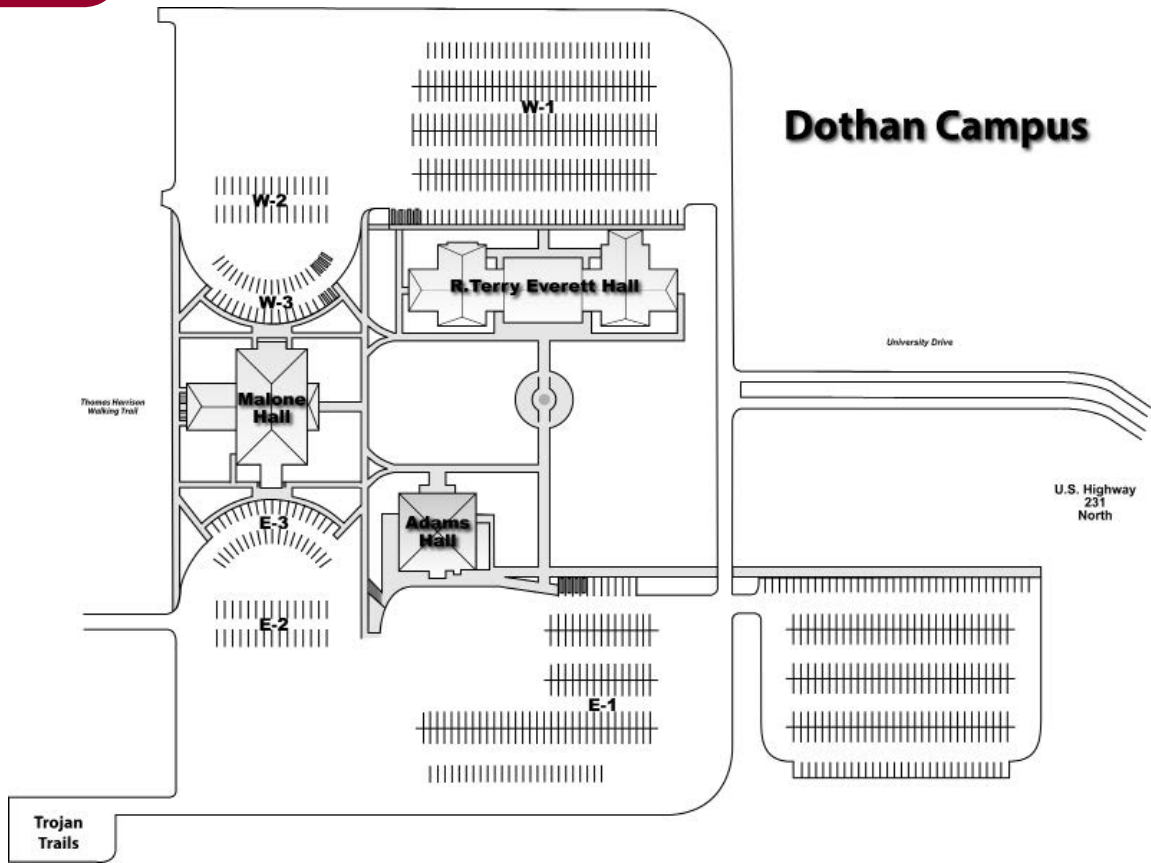 W-1
Dothan Campus
W-2
W-3
R.Terry Everett Hall
University Drive
Thomas Harrison
Walking Trail
Malone
Hall
U.S. Highway
231
North
E-3
Adams
Hall
E-2
E-1
Trojan
Trails